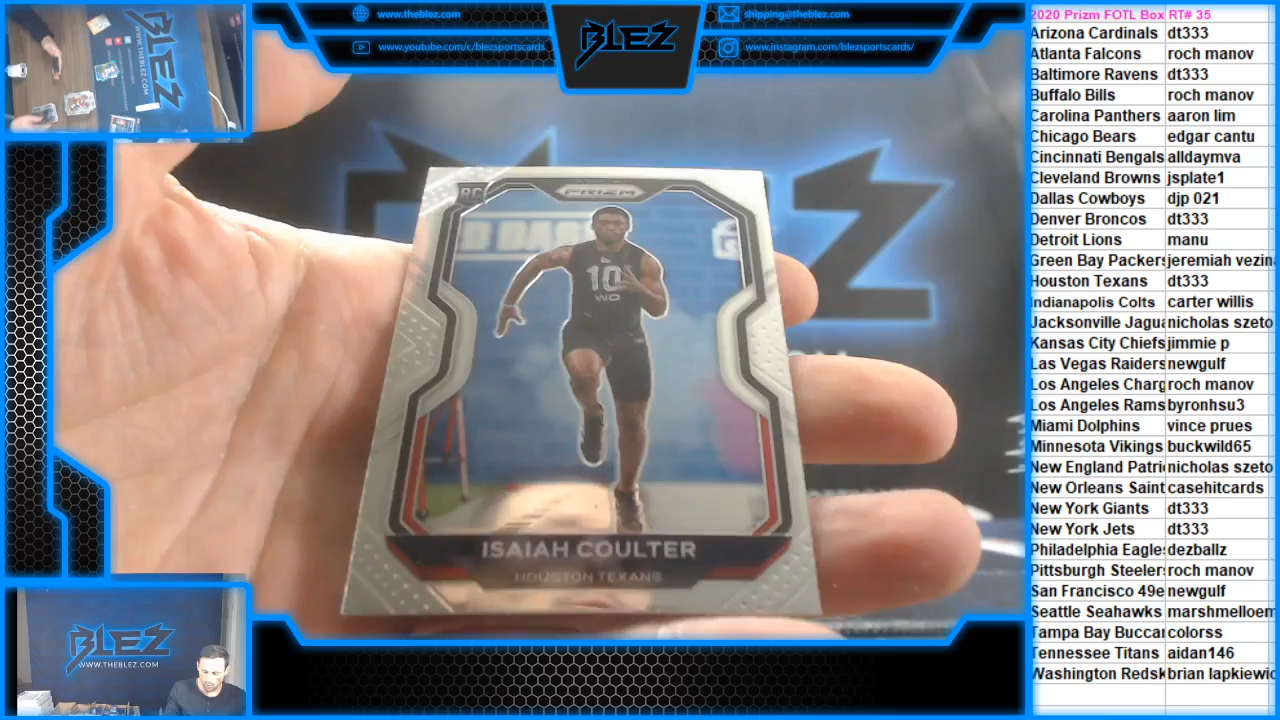 www.theblez.com
www.youtube.com/c/blezsportscards
BLEZ
shipping@theblez.com
www.instagram.com/blezsportscards/
RC
PRIZM
10
WO
ISAIAH COULTER
HOUSTON TEXANS
BLEZ
WWW.THEBLEZ.COM
2020 Prizm FOTL Box RT# 35
Arizona Cardinals dt333
Atlanta Falcons roch manov
Baltimore Ravens dt333
Buffalo Bills roch manov
Carolina Panthers aaron lim
Chicago Bears edgar cantu
Cincinnati Bengals alldaymva
Cleveland Browns jsplate1
Dallas Cowboys djp 021
Denver Broncos dt333
Detroit Lions manu
Green Bay Packers jeremiah vezina
Houston Texans dt333
Indianapolis Colts carter willis
Jacksonville Jagua nicholas szeto
Kansas City Chiefs jimmie p
Las Vegas Raiders newgulf
Los Angeles Charg roch manov
Los Angeles Rams byronhsu3
Miami Dolphins vince prues
Minnesota Vikings buckwild65
New England Patri nicholas szeto
New Orleans Saint casehitcards
New York Giants dt333
New York Jets dt333
Philadelphia Eagle dezballz
Pittsburgh Steelers roch manov
San Francisco 49e newgulf
Seattle Seahawks marshmelloem
Tampa Bay Bucca colorss
Tennessee Titans aidan146
Washington Redsk brian lapkiewic